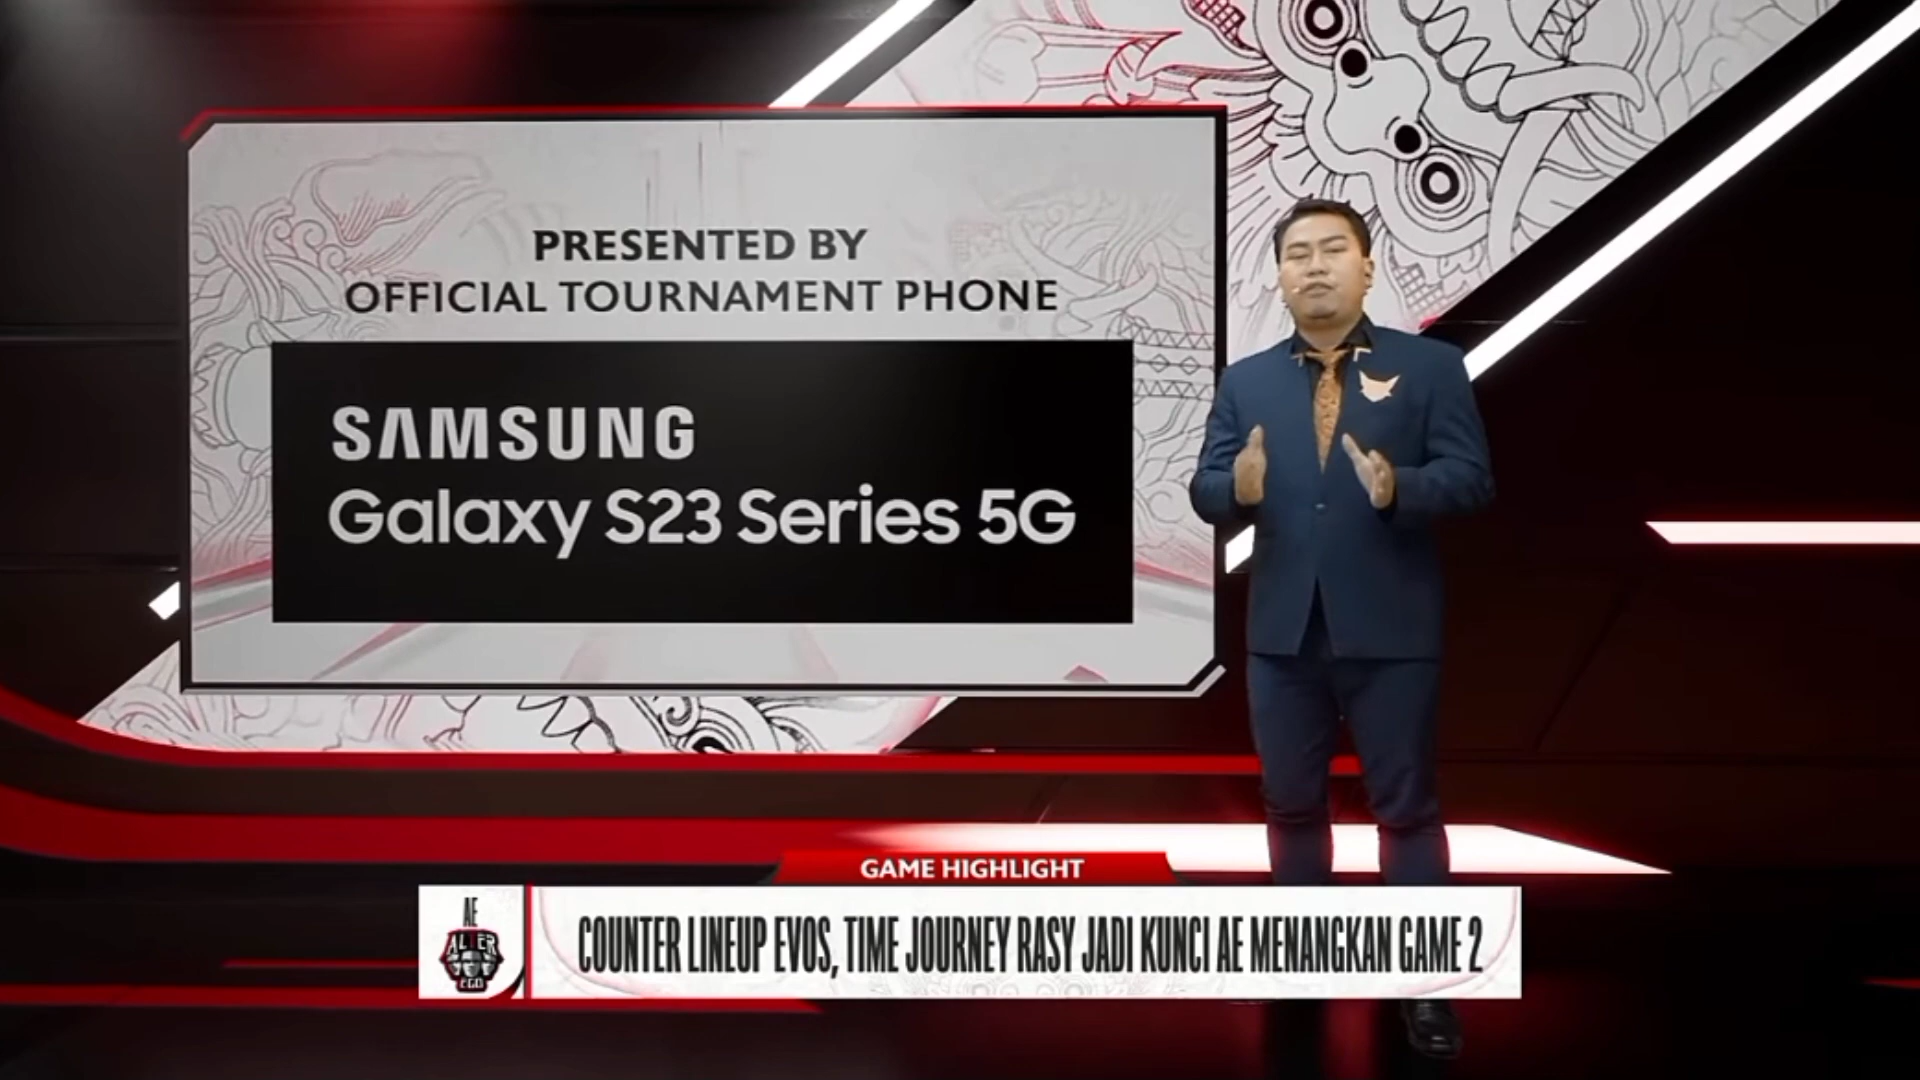 PRESENTED BY
OFFICIAL TOURNAMENT PHONE
SAMSUNG
Galaxy S23 Series 5G
GAME HIGHLIGHT
AE
ALTER
EGO
COUNTER LINEUP EVOS, TIME JOURNEY RASY JADI KUNCI AE MENANGKAN GAME 2